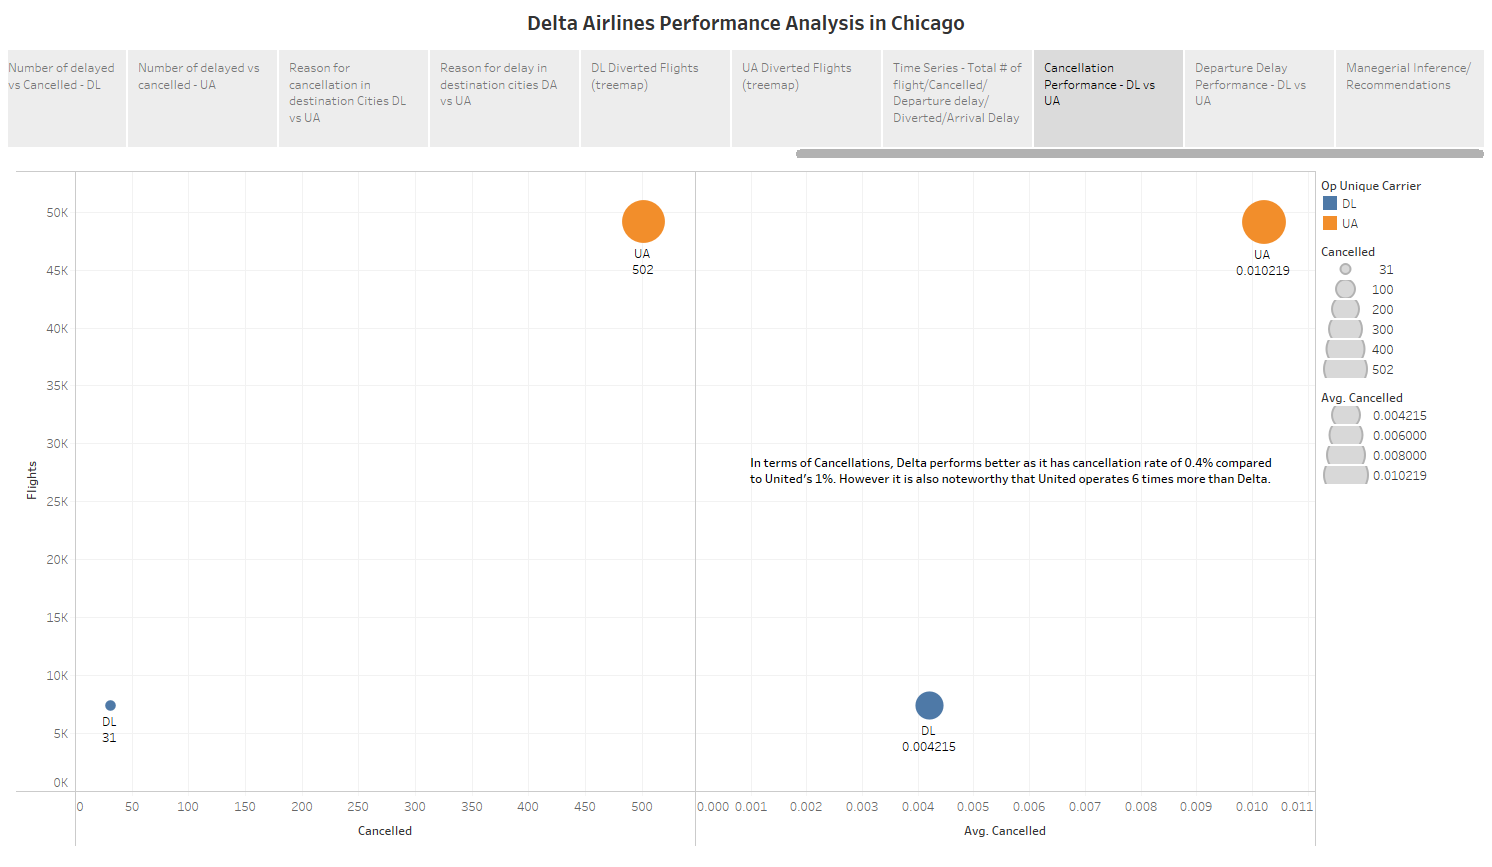 Delta Airlines Performance Analysis in Chicago
Number of delayed
vs Cancelled - DL
Number of delayed vs
cancelled - UA
Reason for
cancellation in
destination Cities DL
vs UA
Reason for delay in
destination cities DA
vs UA
DL Diverted Flights
(treemap)
UA Diverted Flights
(treemap)
Time Series - Total # of
flight/Cancelled/
Departure delay/
Diverted/Arrival Delay
Cancellation
Performance - DL vs
UA
Departure Delay
Performance - DL vs
UA
Manegerial Inference/
Recommendations
Flights
50K
45K
40K
35K
30K
25K
20K
15K
10K
5K
0K
UA
502
DL
31
0 50 100 150 200 250 300 350 400 450 500
Cancelled
UA
0.010219
In terms of Cancellations, Delta performs better as it has cancellation rate of 0.4% compared
to United's 1%. However it is also noteworthy that United operates 6 times more than Delta.
DL
0.004215
0.000 0.001 0.002 0.003 0.004 0.005 0.006 0.007 0.008 0.009 0.010 0.011
Avg. Cancelled
Op Unique Carrier
DL
UA
Cancelled
31
100
200
300
400
502
Avg. Cancelled
0.004215
0.006000
0.008000
0.010219